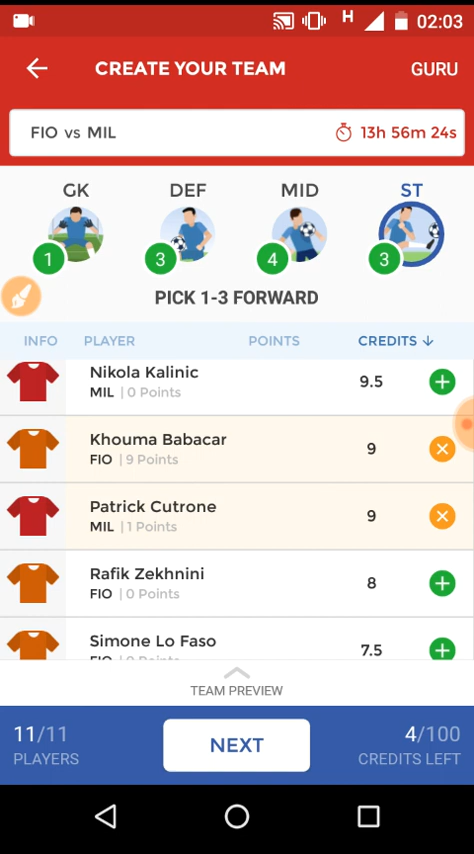 H 02:03
CREATE YOUR TEAM GURU
FIO vs MIL 13h 56m 24s
GK DEF MID ST
1 3 4 3
PICK 1-3 FORWARD
INFO PLAYER POINTS CREDITS ↓
Nikola Kalinic
MIL | 0 Points 9.5
Khouma Babacar
FIO | 9 Points 9
Patrick Cutrone
MIL | 1 Points 9
Rafik Zekhnini
FIO | 0 Points 8
Simone Lo Faso
FIO | 0 Points 7.5
TEAM PREVIEW
11/11 NEXT 4/100
PLAYERS CREDITS LEFT